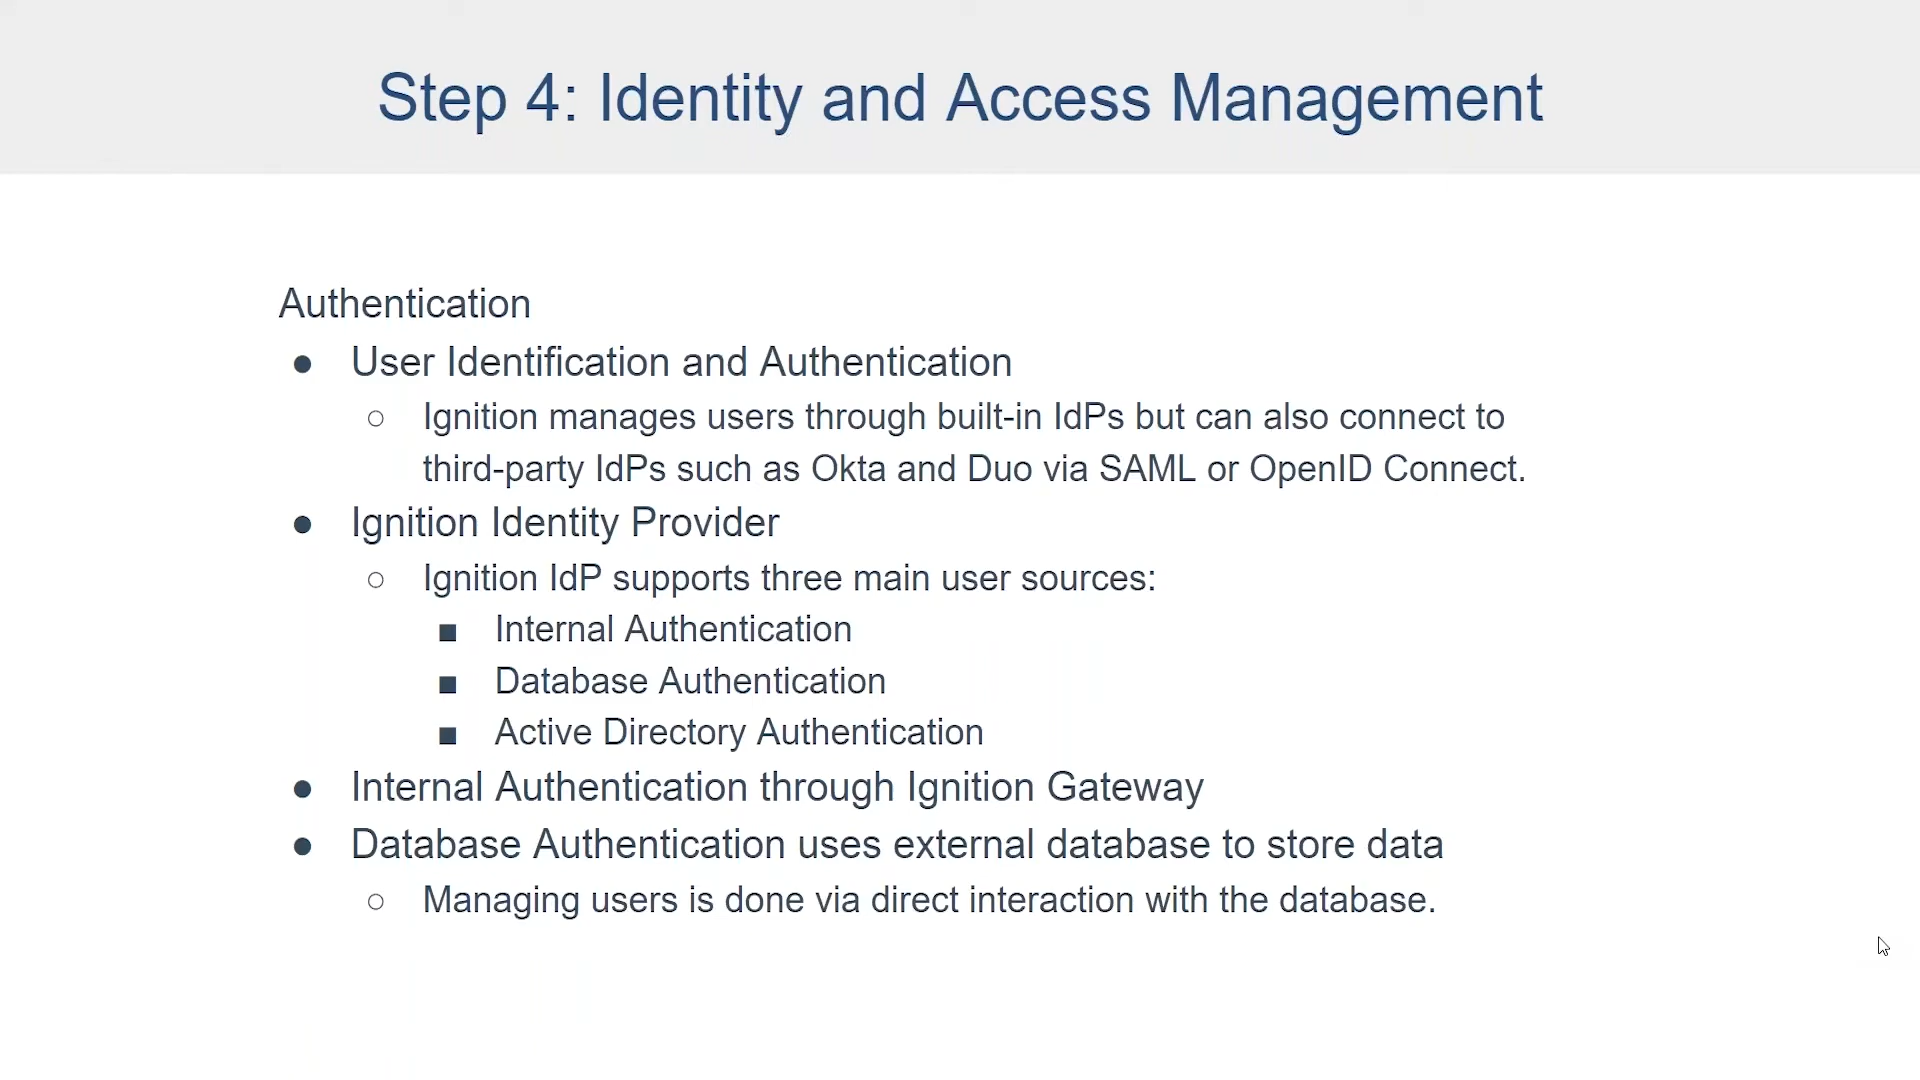 Step 4: Identity and Access Management
Authentication
● User Identification and Authentication
○ Ignition manages users through built-in IdPs but can also connect to
third-party IdPs such as Okta and Duo via SAML or OpenID Connect.
● Ignition Identity Provider
○ Ignition IdP supports three main user sources:
■ Internal Authentication
■ Database Authentication
■ Active Directory Authentication
● Internal Authentication through Ignition Gateway
● Database Authentication uses external database to store data
○ Managing users is done via direct interaction with the database.